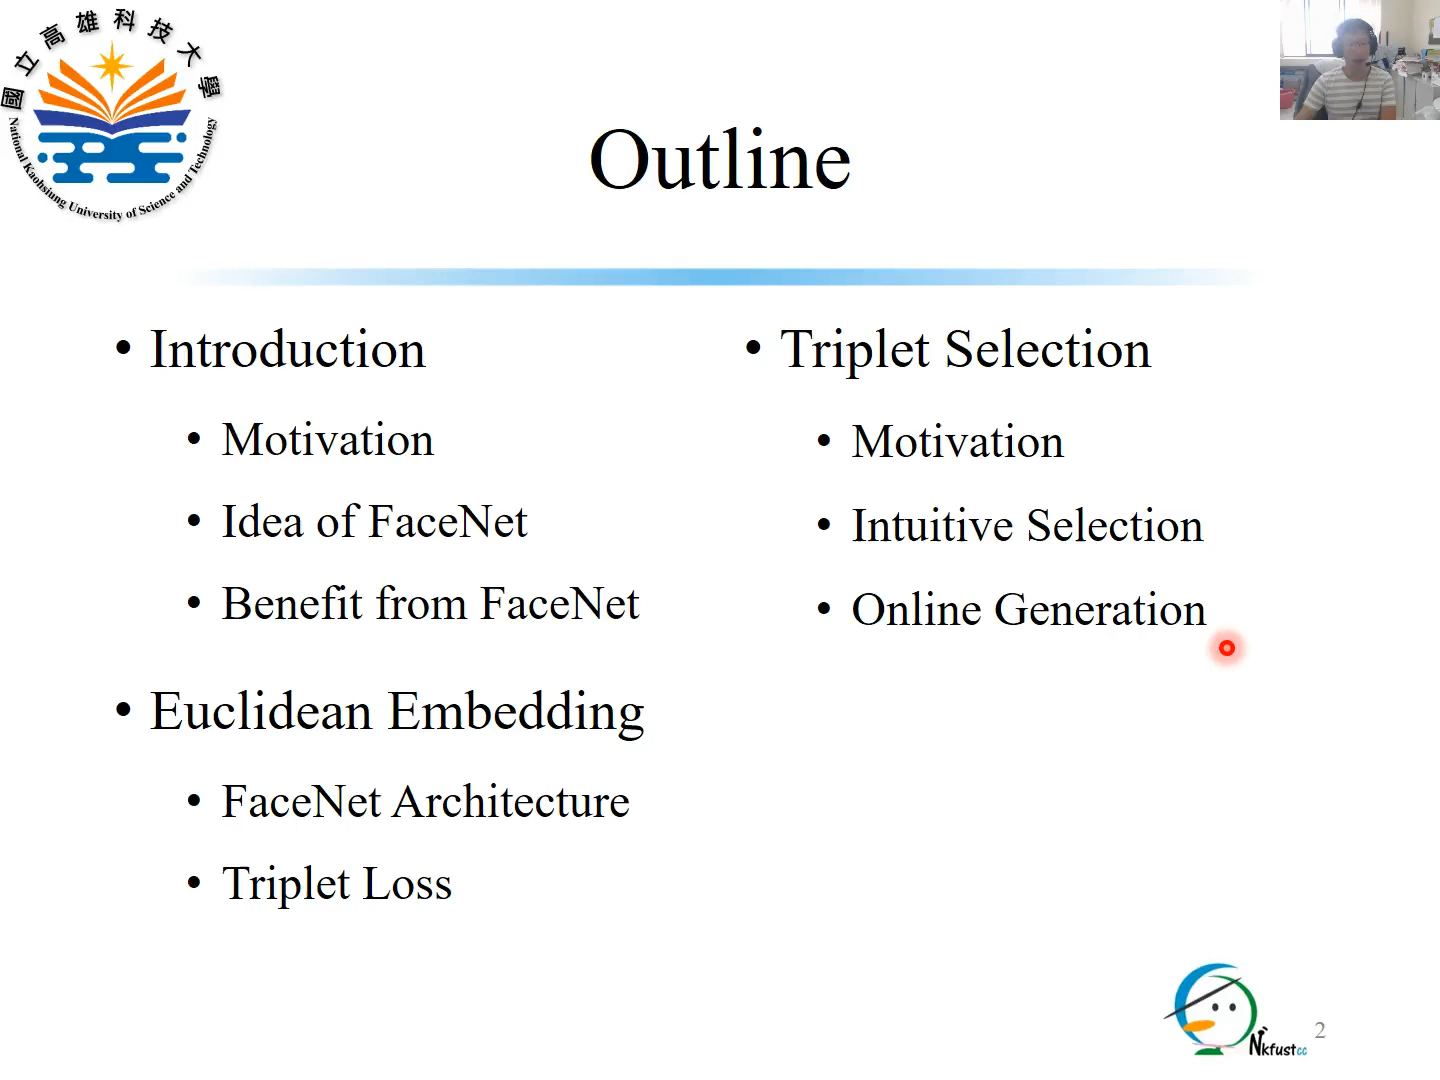 國立高雄科技大學
National Kaohsiung University of Science and Technology
Outline
• Introduction
• Motivation
• Idea of FaceNet
• Benefit from FaceNet
• Euclidean Embedding
• FaceNet Architecture
• Triplet Loss
• Triplet Selection
• Motivation
• Intuitive Selection
• Online Generation
Nkfustcc
2